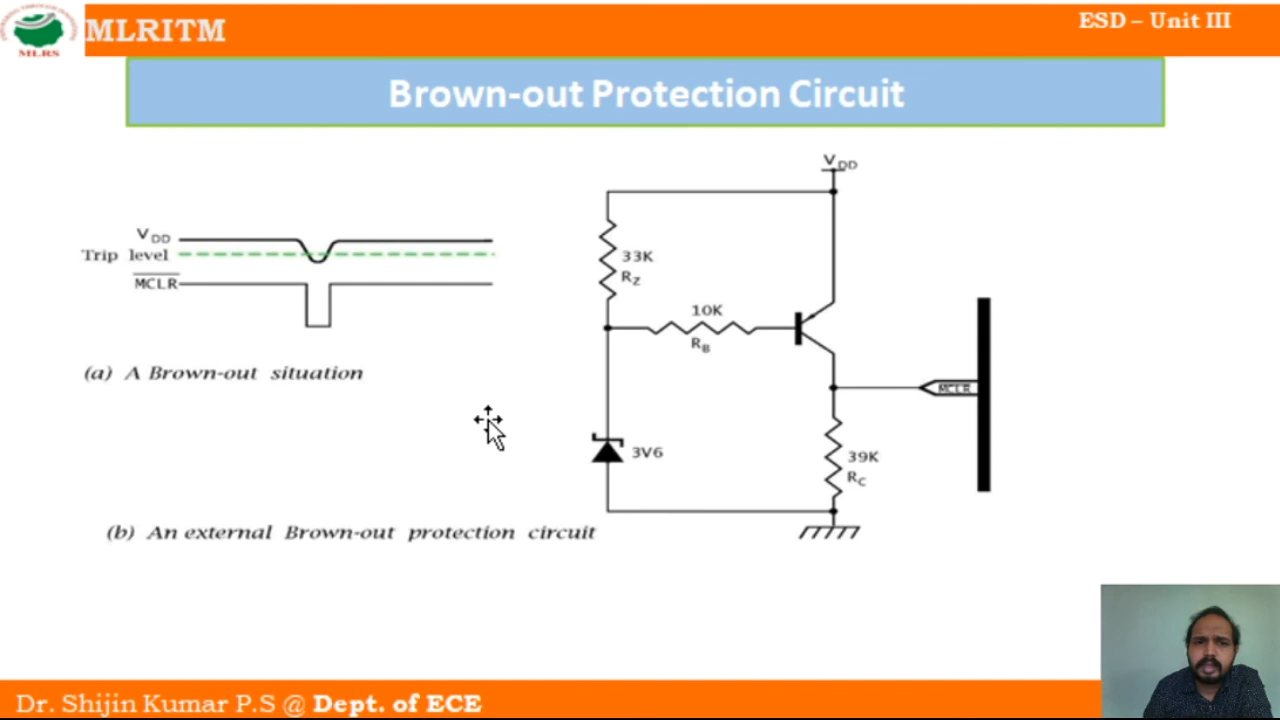 MLRITM
ESD – Unit III
MLRS
Brown-out Protection Circuit
VDD
Trip level
MCLR
(a) A Brown-out situation
VDD
33K
RZ
10K
RB
MCLR
3V6
39K
RC
(b) An external Brown-out protection circuit
Dr. Shijin Kumar P.S @ Dept. of ECE